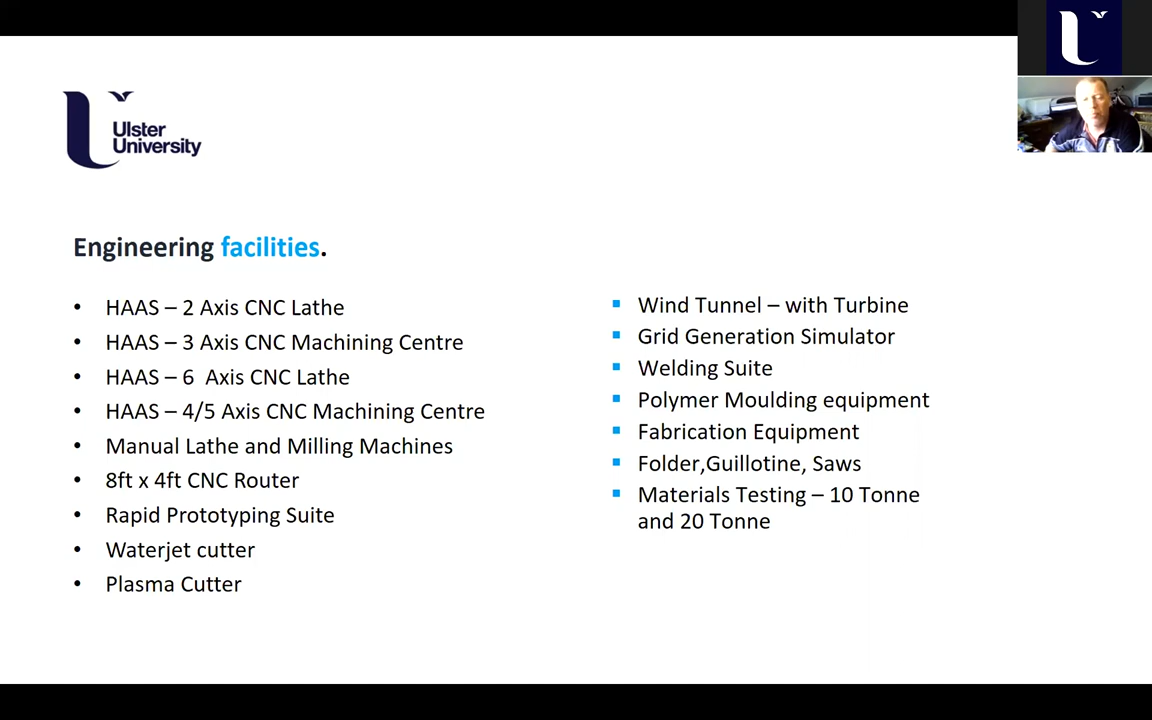 Ulster
University
Engineering facilities.
• HAAS – 2 Axis CNC Lathe
• HAAS – 3 Axis CNC Machining Centre
• HAAS – 6  Axis CNC Lathe
• HAAS – 4/5 Axis CNC Machining Centre
• Manual Lathe and Milling Machines
• 8ft x 4ft CNC Router
• Rapid Prototyping Suite
• Waterjet cutter
• Plasma Cutter
▪ Wind Tunnel – with Turbine
▪ Grid Generation Simulator
▪ Welding Suite
▪ Polymer Moulding equipment
▪ Fabrication Equipment
▪ Folder,Guillotine, Saws
▪ Materials Testing – 10 Tonne
and 20 Tonne